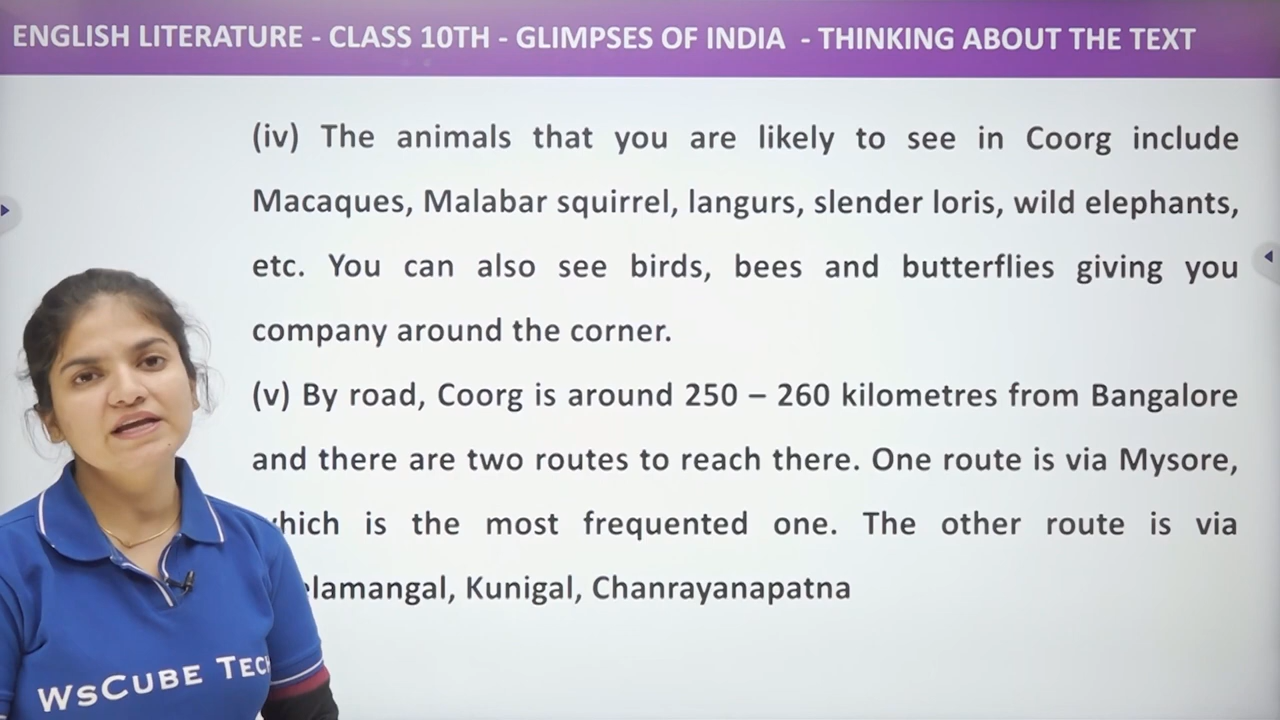 ENGLISH LITERATURE - CLASS 10TH - GLIMPSES OF INDIA - THINKING ABOUT THE TEXT
(iv) The animals that you are likely to see in Coorg include
Macaques, Malabar squirrel, langurs, slender loris, wild elephants,
etc. You can also see birds, bees and butterflies giving you
company around the corner.
(v) By road, Coorg is around 250 – 260 kilometres from Bangalore
and there are two routes to reach there. One route is via Mysore,
is the most frequented one. The other route is via
Kunigal, Chanrayanapatna
WSCUBE TECH